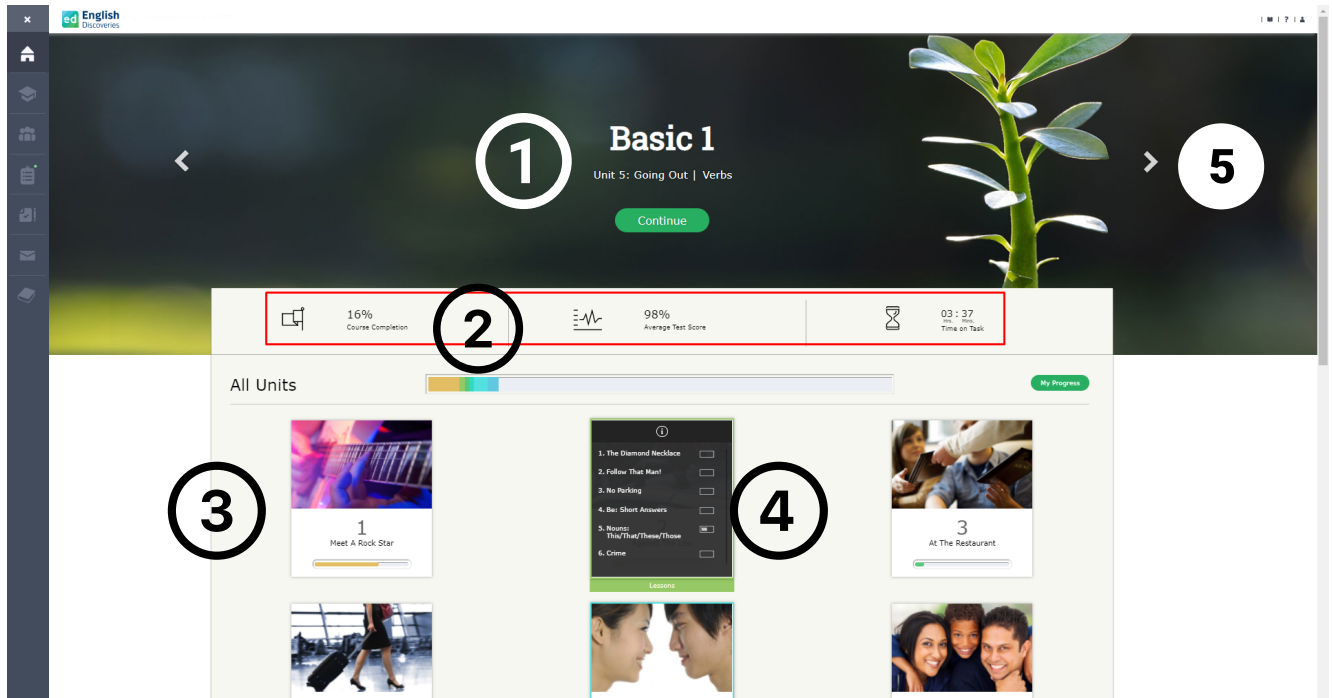 ×
ed English
Discoveries
?
Basic 1
Unit 5: Going Out | Verbs
Continue
1
5
16%
Course Completion
2
98%
Average Test Score
03 : 37
Hrs. Mins.
Time on Task
All Units
My Progress
3
1
Meet A Rock Star
1. The Diamond Necklace
2. Follow That Man!
3. No Parking
4. Be: Short Answers
5. Nouns:
This/That/These/Those
6. Crime
Lessons
4
3
At The Restaurant